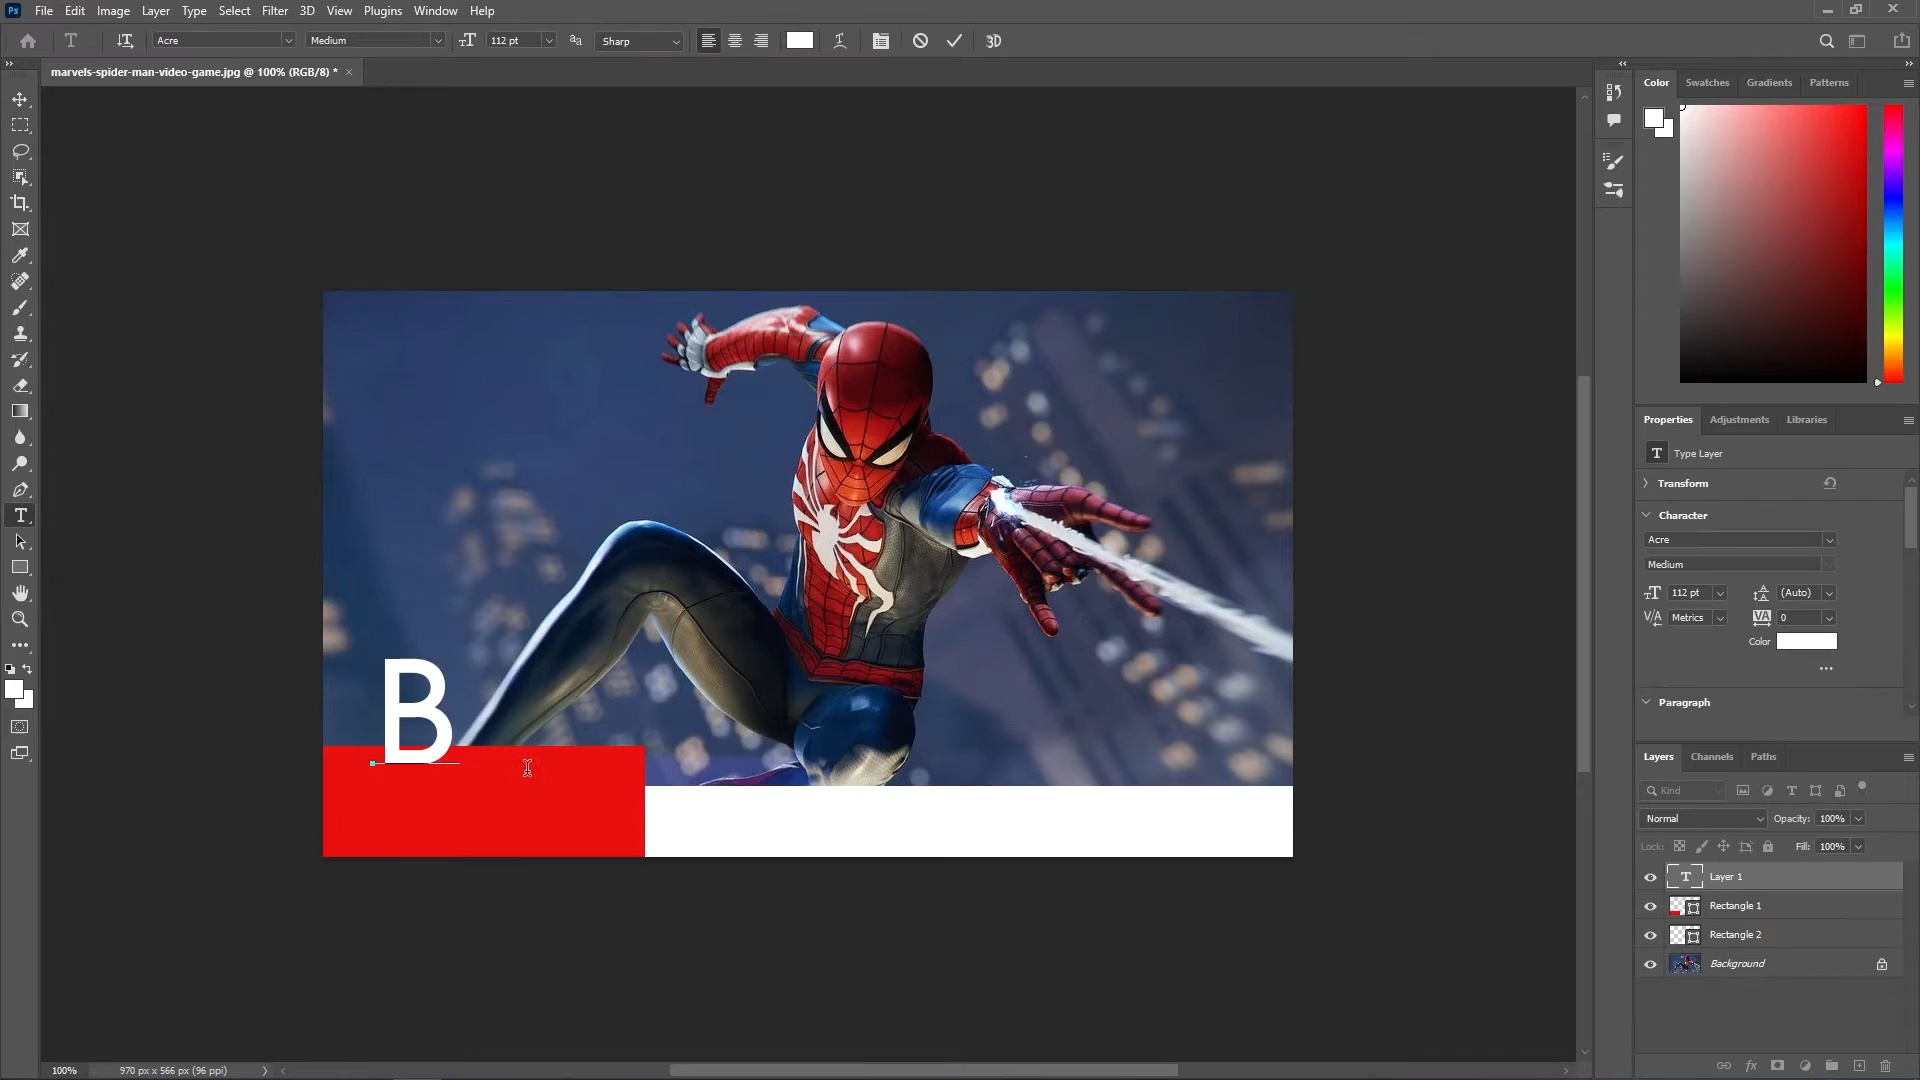 Ps File Edit Image Layer Type Select Filter 3D View Plugins Window Help
T Acre Medium 112 pt aa Sharp 3D
marvels-spider-man-video-game.jpg @ 100% (RGB/8) * ×
Color Swatches Gradients Patterns
Properties Adjustments Libraries
T Type Layer
Transform
Character
Acre
Medium
112 pt (Auto)
Metrics 0
Color
Paragraph
B
Layers Channels Paths
Kind
Normal Opacity: 100%
Lock: Fill: 100%
T Layer 1
Rectangle 1
Rectangle 2
Background
fx
100% 970 px x 566 px (96 ppi)